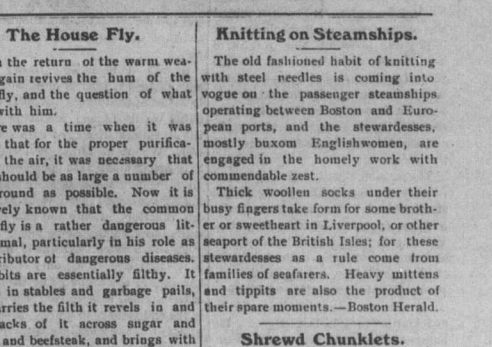 The House Fly.
the return of the warm wea-
gain revives the hum of the
fly, and the question of what
with him.
re was a time when it was
that for the proper purifica-
the air, it was necessary that
should be as large a number of
round as possible. Now it is
vely known that the common
fly is a rather dangerous lit-
mal, particularly in his role as
tributor of dangerous diseases.
bits are essentially filthy. It
in stables and garbage pails,
arries the filth it revels in and
acks of it across sugar and
and beefsteak, and brings with
Knitting on Steamships.
The old fashioned habit of knitting
with steel needles is coming into
vogue on the passenger steamships
operating between Boston and Euro-
pean ports, and the stewardesses,
mostly buxom Englishwomen, are
engaged in the homely work with
commendable zest.
Thick woollen socks under their
busy fingers take form for some broth-
er or sweetheart in Liverpool, or other
seaport of the British Isles; for these
stewardesses as a rule come from
families of seafarers. Heavy mittens
and tippits are also the product of
their spare moments.—Boston Herald.
Shrewd Chunklets.